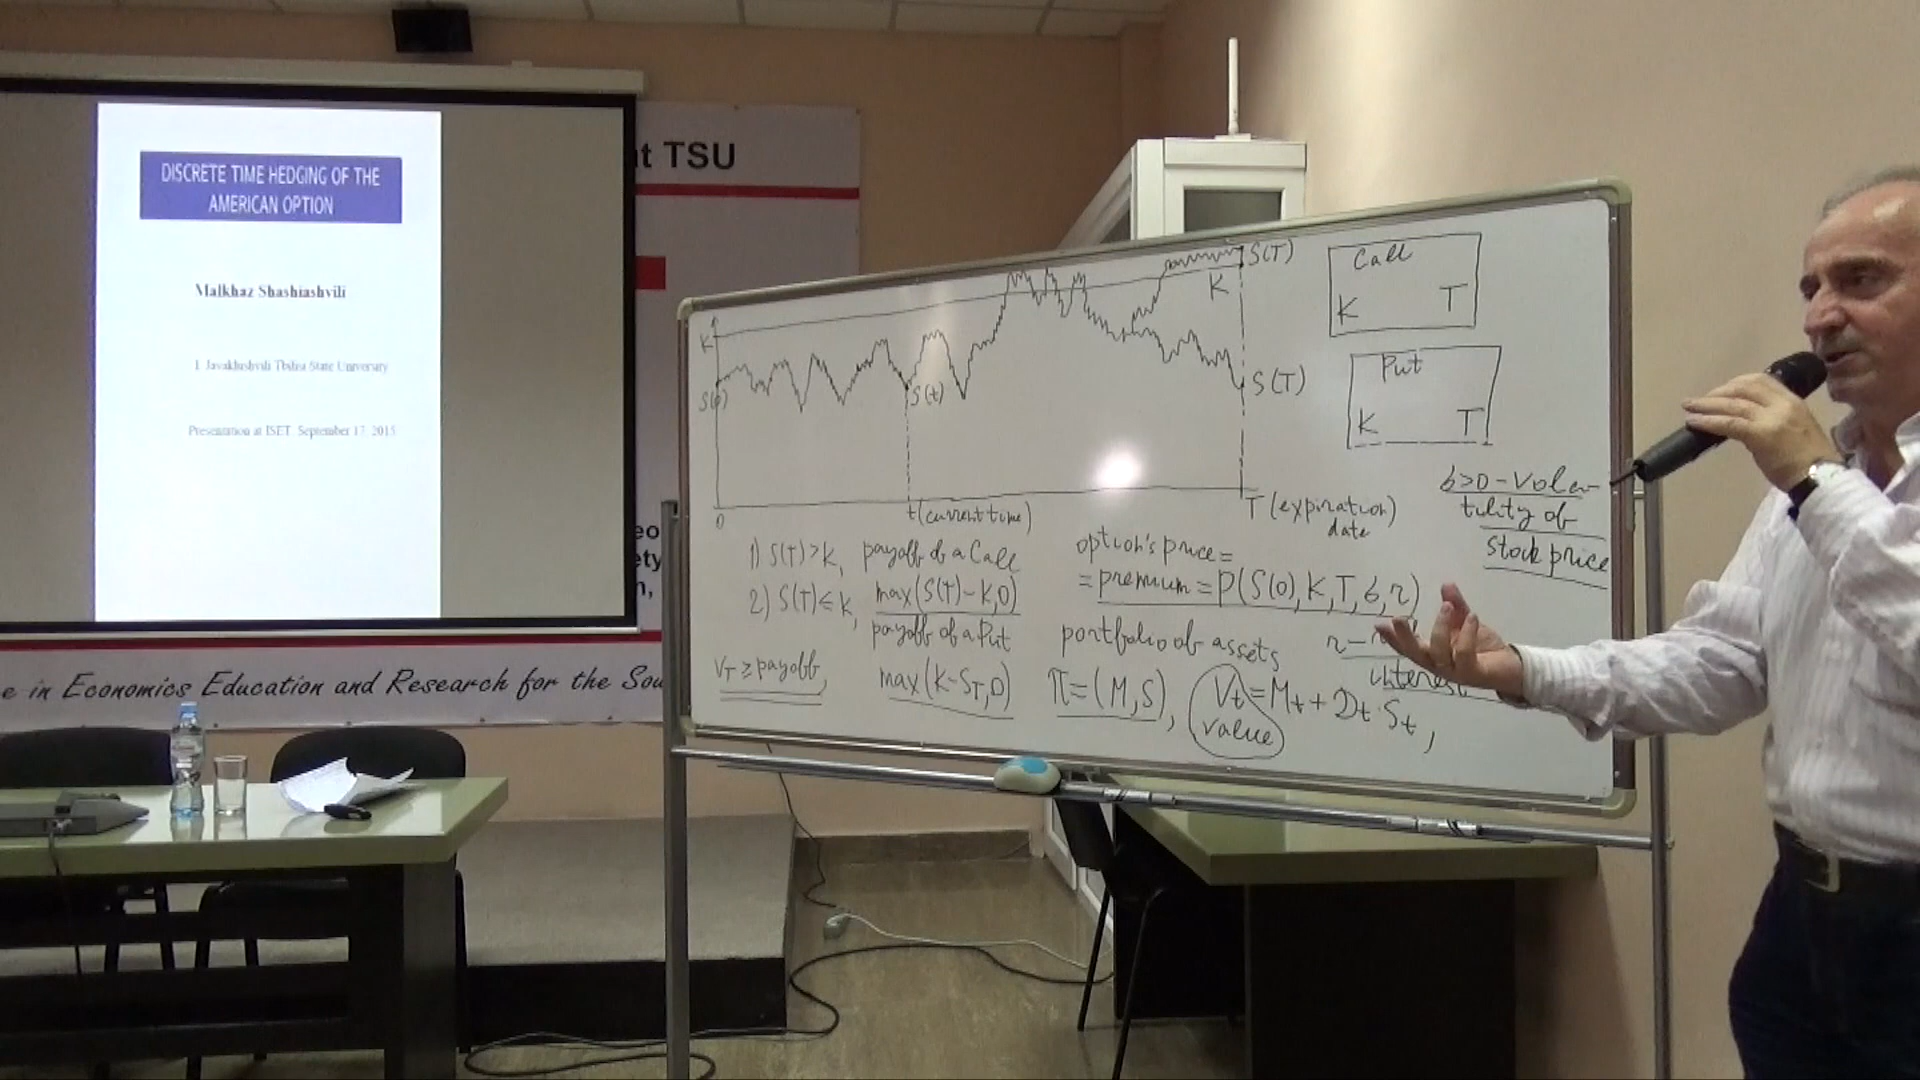 DISCRETE TIME HEDGING OF THE
AMERICAN OPTION
Malkhaz Shashiashvili
I. Javakhishvili Tbilisi State University
Presentation at ISET September 17, 2015
at TSU
in Economics Education and Research for the Sou
K
S(0)
0
S(t)
t (current time)
S(T)
K
S(T)
T (expiration)
date
Call
K T
Put
K T
б>0 - Vola
tility of
stock price
1) S(T)>K, payoff of a Call
2) S(T)≤K, max(S(T)-K,0)
payoff of a Put
V_T ≥ payoff, max(K-S_T,0)
option's price =
= premium = P(S(0),K,T,б,r)
portfolio of assets
r -
interest
π=(M,S), V_t = M_t + D_t·S_t,
value